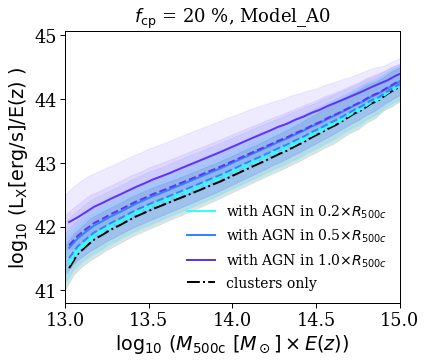 f_cp = 20 %, Model_A0
log₁₀ (L_X[erg/s]/E(z) )
45
44
43
42
41
with AGN in 0.2×R_500c
with AGN in 0.5×R_500c
with AGN in 1.0×R_500c
clusters only
13.0 13.5 14.0 14.5 15.0
log₁₀ (M_500c [M_⊙] × E(z))